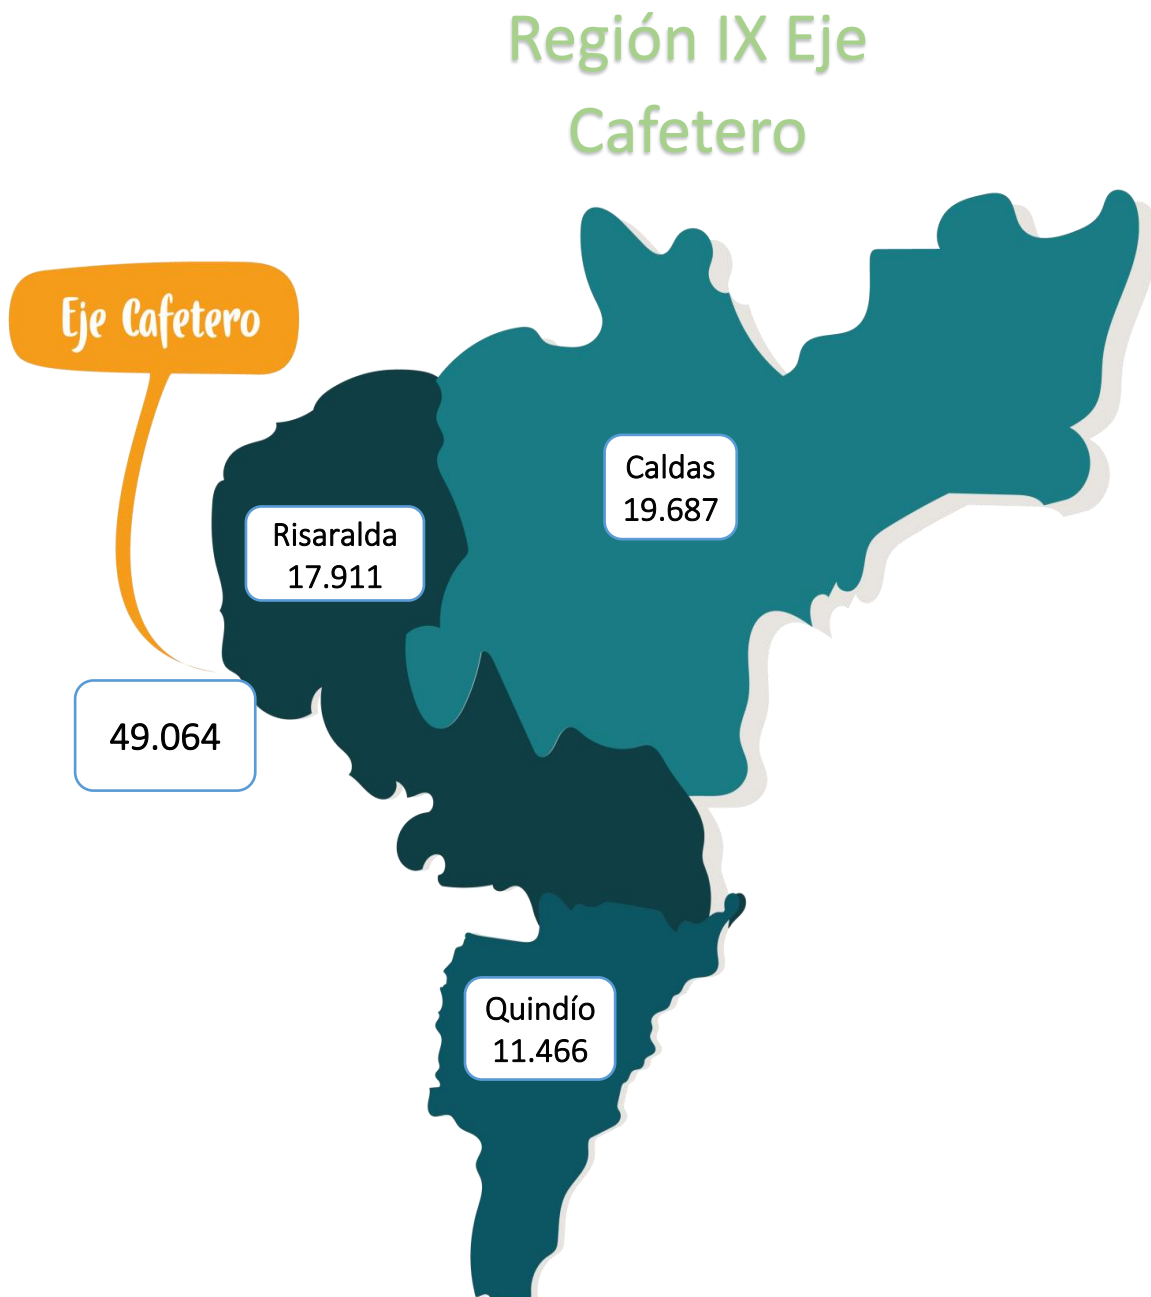 Región IX Eje
Cafetero
Eje Cafetero
Caldas
19.687
Risaralda
17.911
49.064
Quindío
11.466